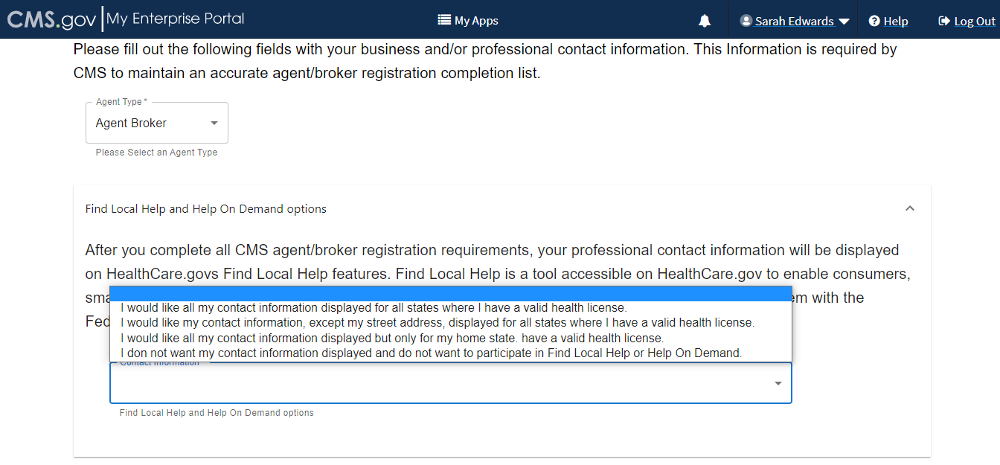 CMS.gov My Enterprise Portal My Apps Sarah Edwards Help Log Out
Please fill out the following fields with your business and/or professional contact information. This Information is required by
CMS to maintain an accurate agent/broker registration completion list.
Agent Type *
Agent Broker
Please Select an Agent Type
Find Local Help and Help On Demand options
After you complete all CMS agent/broker registration requirements, your professional contact information will be displayed
on HealthCare.govs Find Local Help features. Find Local Help is a tool accessible on HealthCare.gov to enable consumers,
with the
I would like all my contact information displayed for all states where I have a valid health license.
I would like my contact information, except my street address, displayed for all states where I have a valid health license.
I would like all my contact information displayed but only for my home state. have a valid health license.
I don not want my contact information displayed and do not want to participate in Find Local Help or Help On Demand.
Contact Information
Find Local Help and Help On Demand options